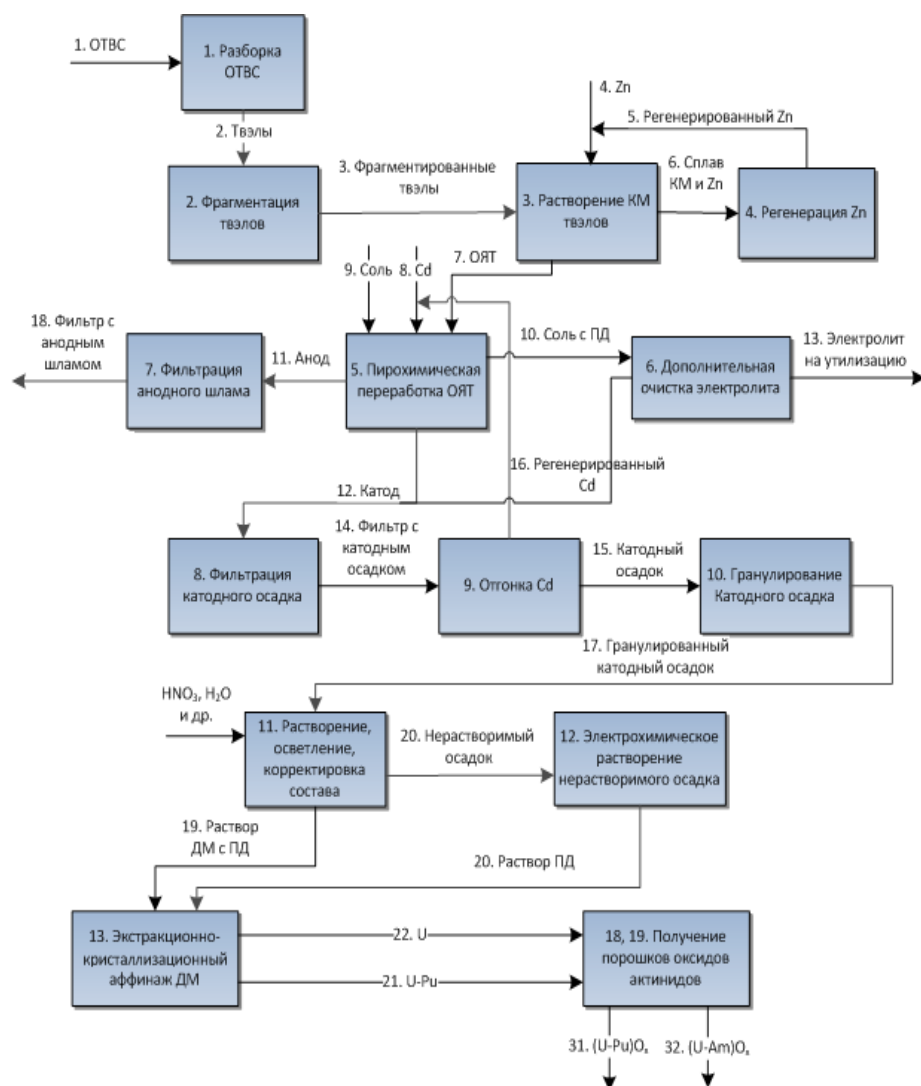 1. ОТВС
1. Разборка
ОТВС
2. Твэлы
4. Zn
5. Регенерированный Zn
3. Фрагментированные
твэлы
6. Сплав
КМ и Zn
2. Фрагментация
твэлов
3. Растворение КМ
твэлов
4. Регенерация Zn
7. ОЯТ
9. Соль
8. Cd
18. Фильтр с
анодным
шламом
10. Соль с ПД
13. Электролит
на утилизацию
11. Анод
7. Фильтрация
анодного шлама
5. Пирохимическая
переработка ОЯТ
6. Дополнительная
очистка электролита
16. Регенерированный
Cd
12. Катод
14. Фильтр с
катодным
осадком
15. Катодный
осадок
8. Фильтрация
катодного осадка
9. Отгонка Cd
10. Гранулирование
Катодного осадка
17. Гранулированный
катодный осадок
HNO₃, H₂O
и др.
11. Растворение,
осветление,
корректировка
состава
20. Нерастворимый
осадок
12. Электрохимическое
растворение
нерастворимого осадка
19. Раствор
ДМ с ПД
20. Раствор ПД
13. Экстракционно-
кристаллизационный
аффинаж ДМ
22. U
21. U-Pu
18, 19. Получение
порошков оксидов
актинидов
31. (U-Pu)Oₓ
32. (U-Am)Oₓ